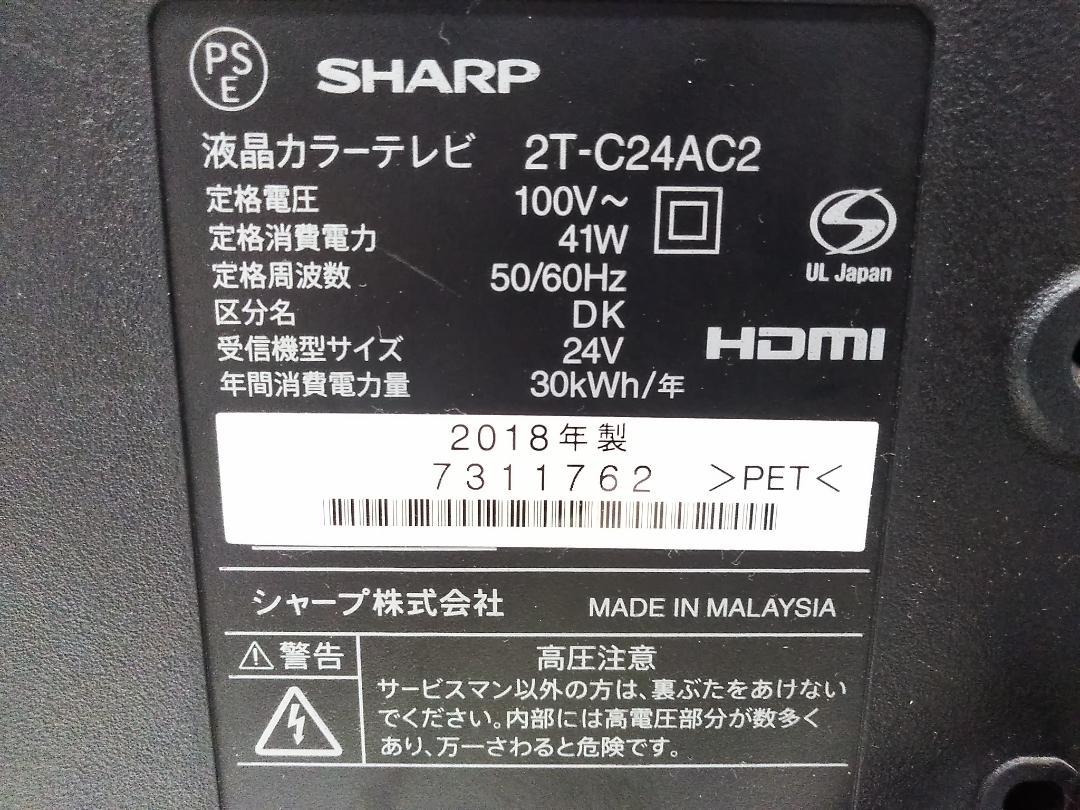 PSE SHARP
液晶カラーテレビ 2T-C24AC2
定格電圧 100V～
定格消費電力 41W
定格周波数 50/60Hz
UL Japan
区分名 DK
受信機型サイズ 24V
HDMI
年間消費電力量 30kWh/年
2018年製
7311762 >PET<
シャープ株式会社 MADE IN MALAYSIA
⚠警告 高圧注意
サービスマン以外の方は、裏ぶたをあけない
でください。内部には高電圧部分が数多く
あり、万一さわると危険です。